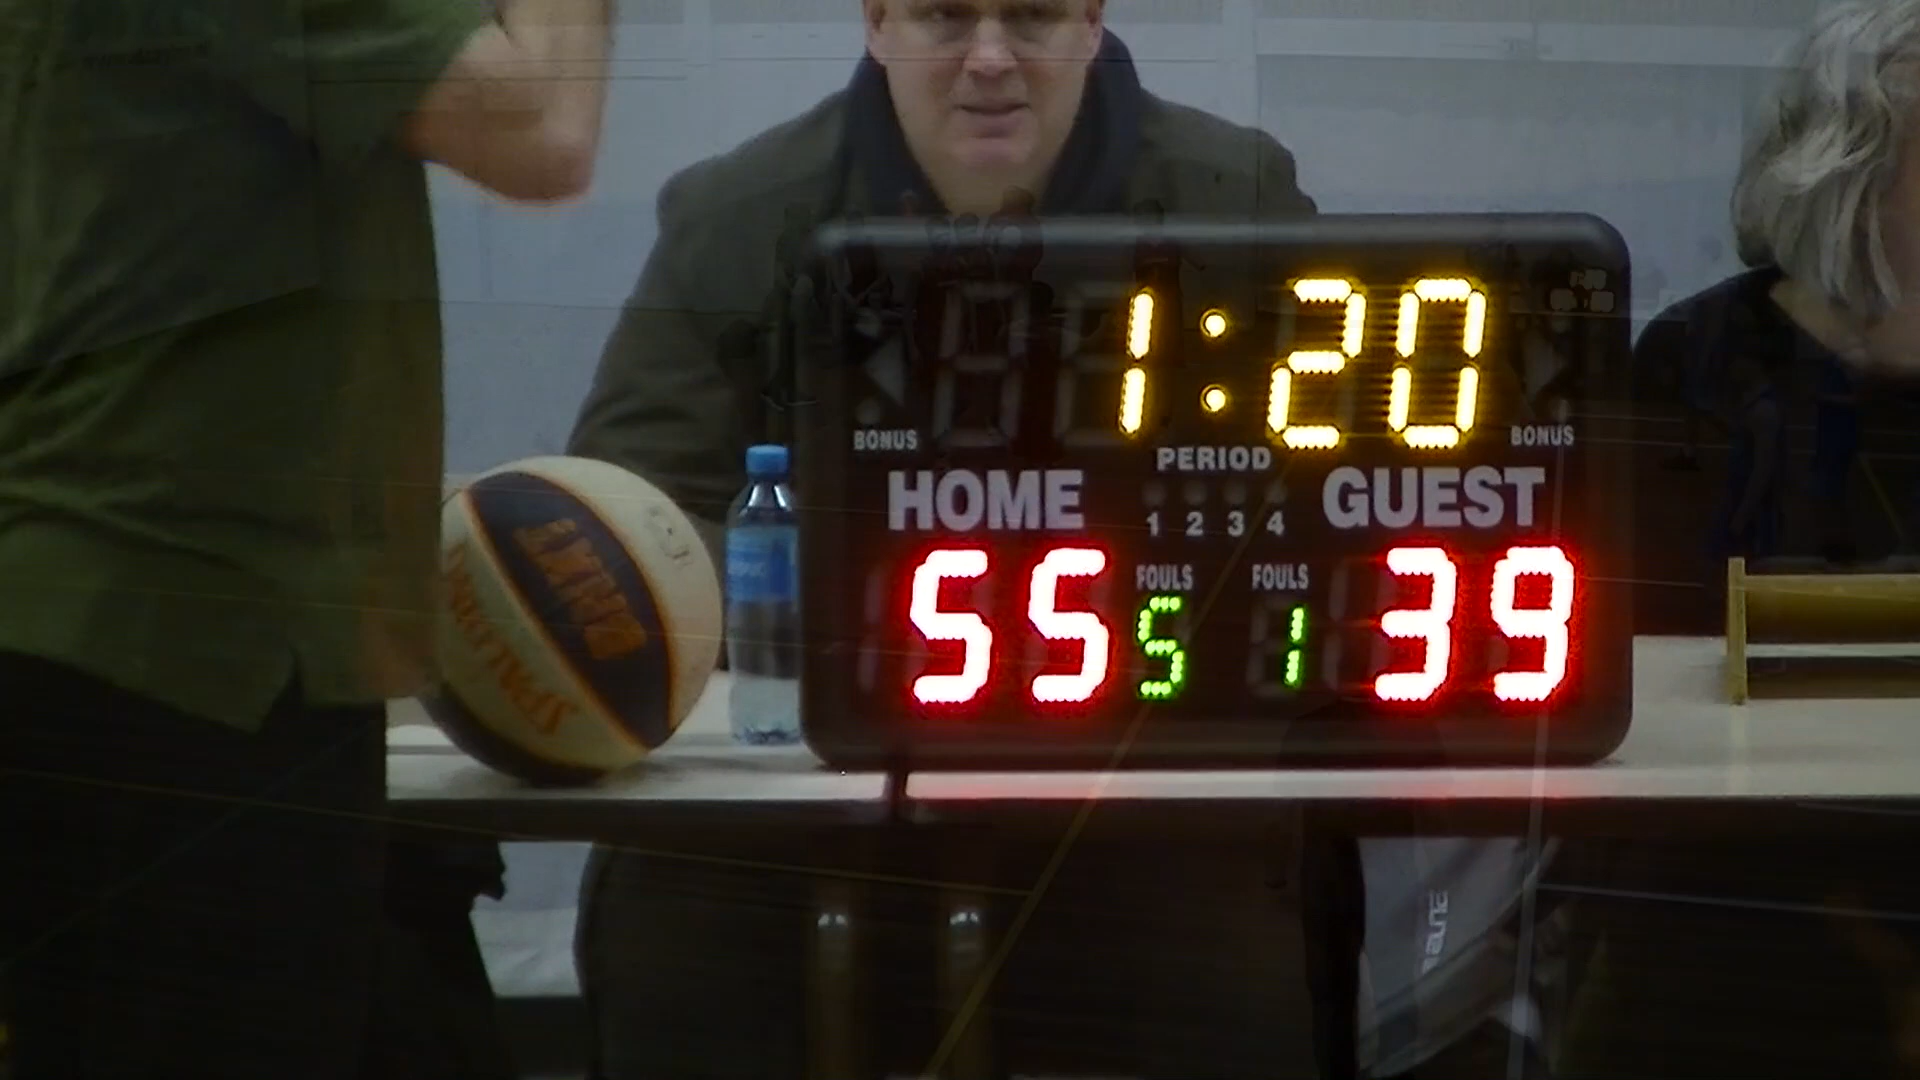 1:20
BONUS
BONUS
PERIOD
HOME
GUEST
1 2 3 4
FOULS
FOULS
55
5
1
39